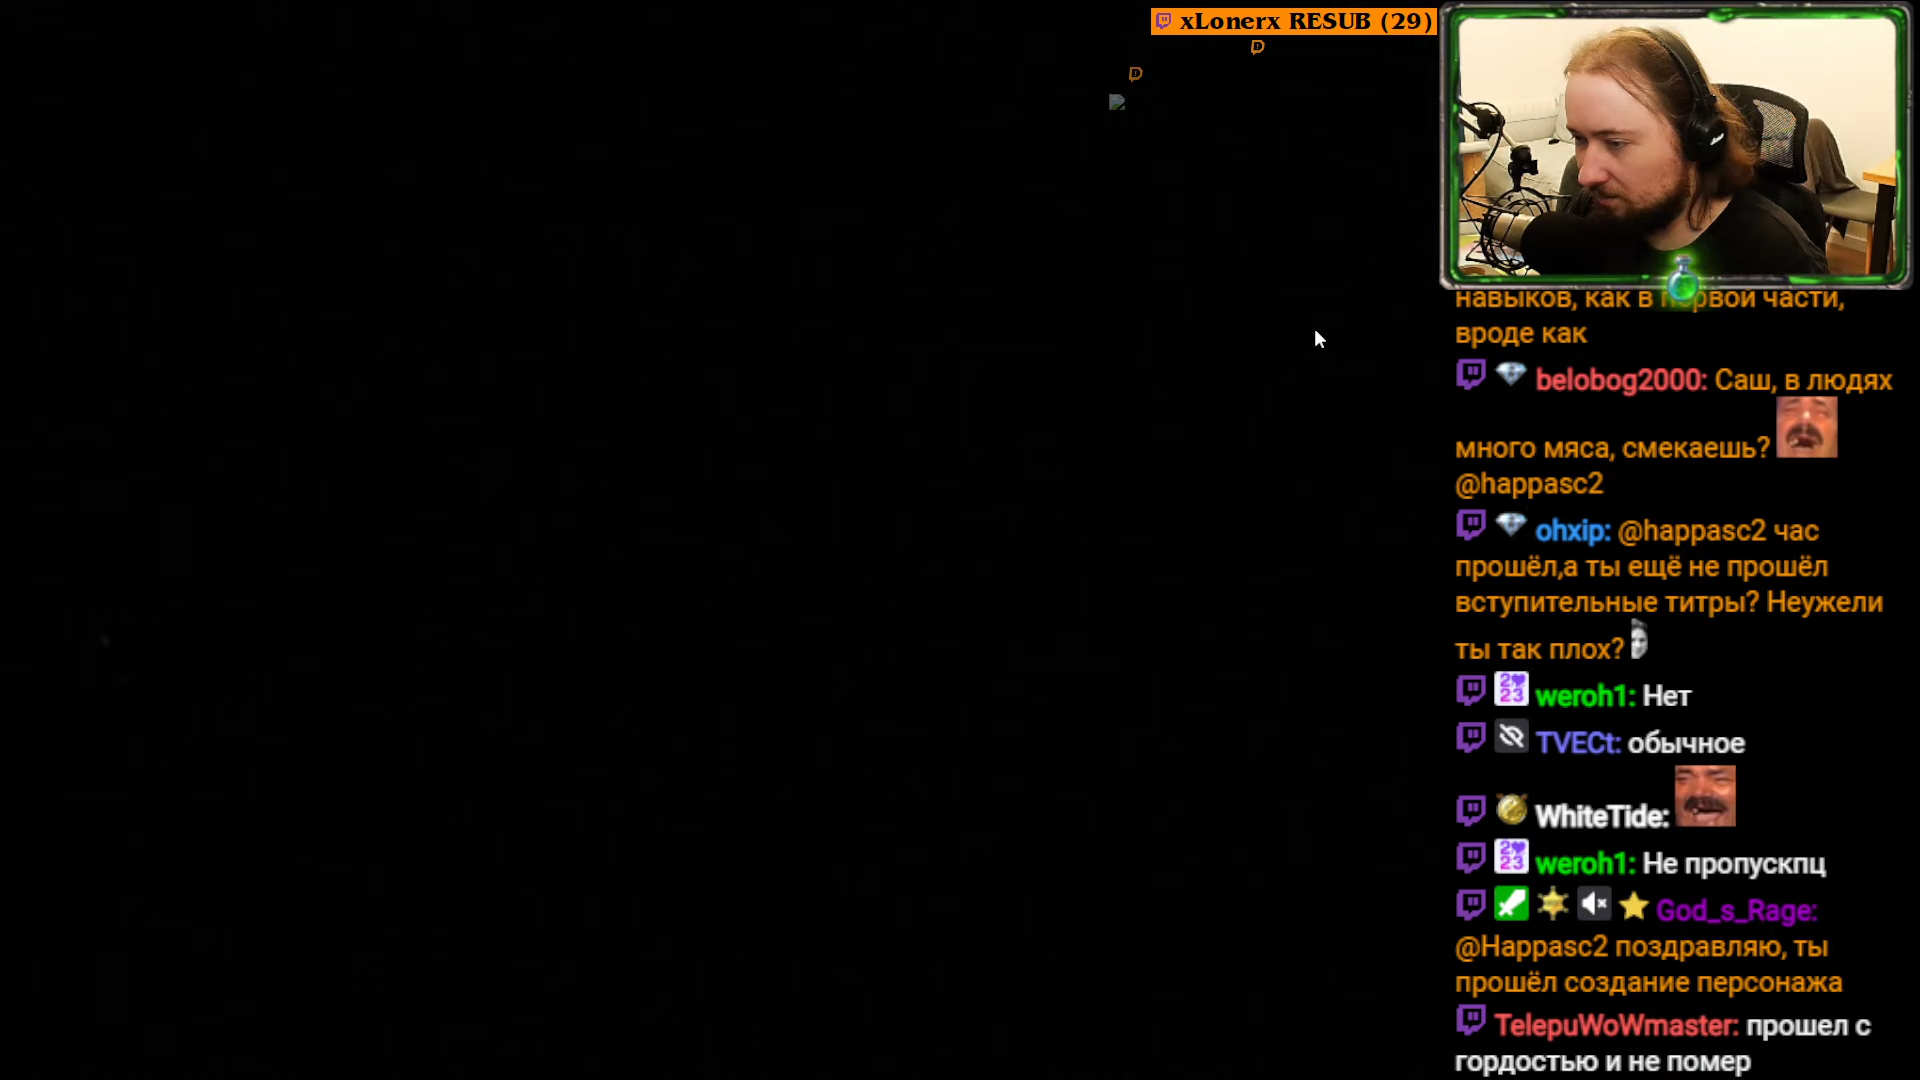 xLonerx RESUB (29)
навыков, как в первой части,
вроде как
belobog2000: Саш, в людях
много мяса, смекаешь?
@happasc2
ohxip: @happasc2 час
прошёл,а ты ещё не прошёл
вступительные титры? Неужели
ты так плох?
weroh1: Нет
TVECt: обычное
WhiteTide:
weroh1: Не пропускпц
God_s_Rage:
@Happasc2 поздравляю, ты
прошёл создание персонажа
TelepuWoWmaster: прошел с
гордостью и не помер